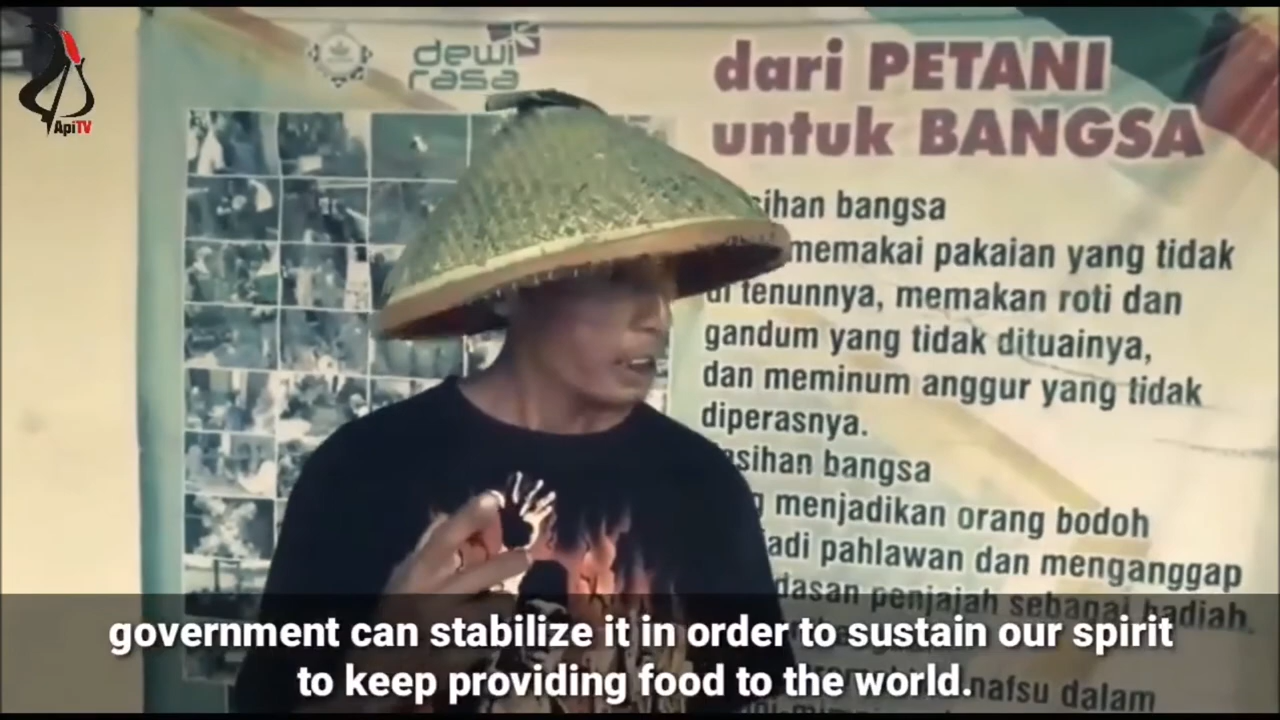 ApiTV
dewi
rasa
dari PETANI
untuk BANGSA
bangsa
memakai pakaian yang tidak
di tenunnya, memakan roti dan
gandum yang tidak dituainya,
dan meminum anggur yang tidak
diperasnya.
bangsa
menjadikan orang bodoh
pahlawan dan menganggap
penjajah sebagai hadiah.
nafsu dalam
government can stabilize it in order to sustain our spirit
to keep providing food to the world.